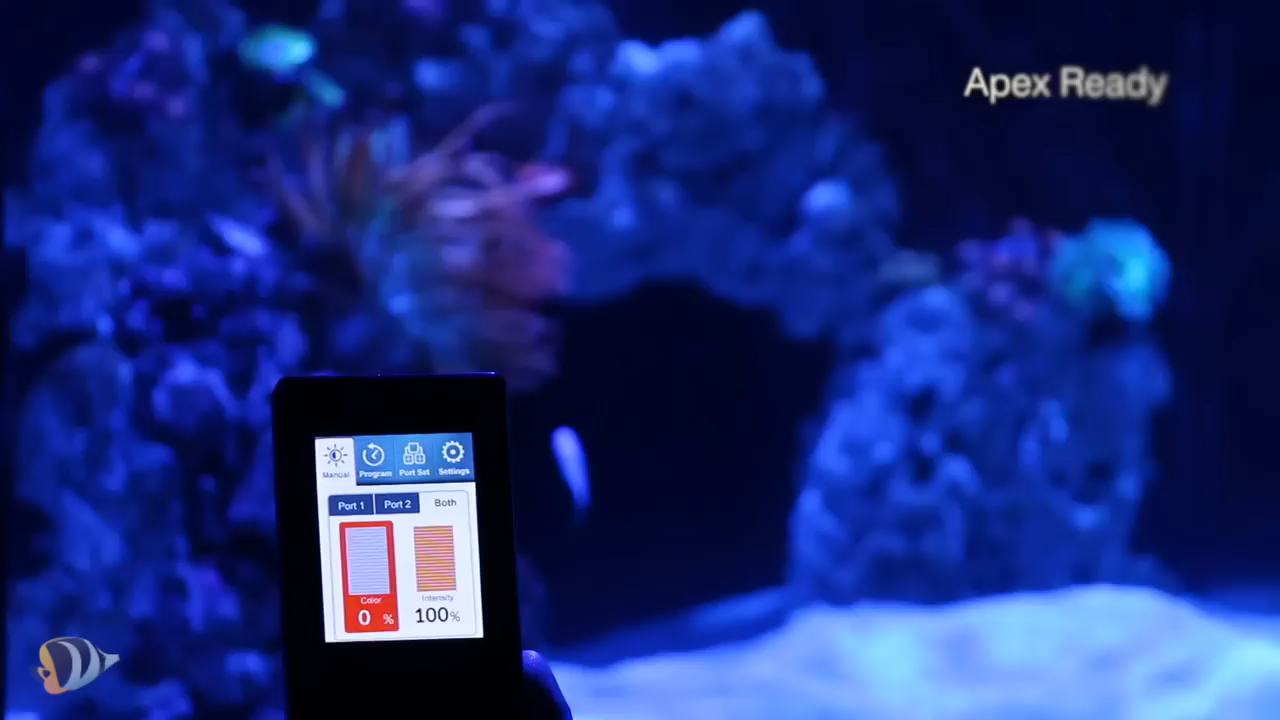 Apex Ready
Manual Program Port Set Settings
Port 1 Port 2 Both
Color Intensity
0 % 100%